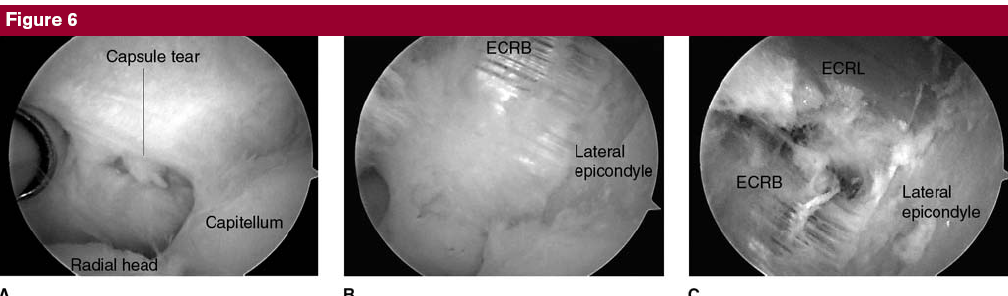 Figure 6
Capsule tear
Capitellum
Radial head
ECRB
Lateral
epicondyle
ECRL
ECRB
Lateral
epicondyle
A
B
C